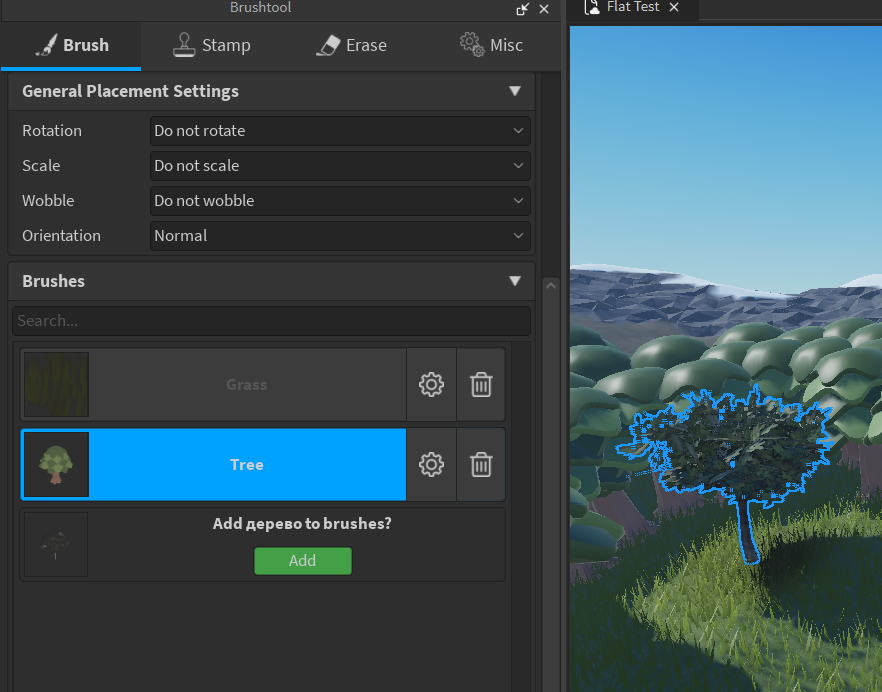 Brushtool
Flat Test
Brush
Stamp
Erase
Misc
General Placement Settings
Rotation Do not rotate
Scale Do not scale
Wobble Do not wobble
Orientation Normal
Brushes
Search...
Grass
Tree
Add дерево to brushes?
Add